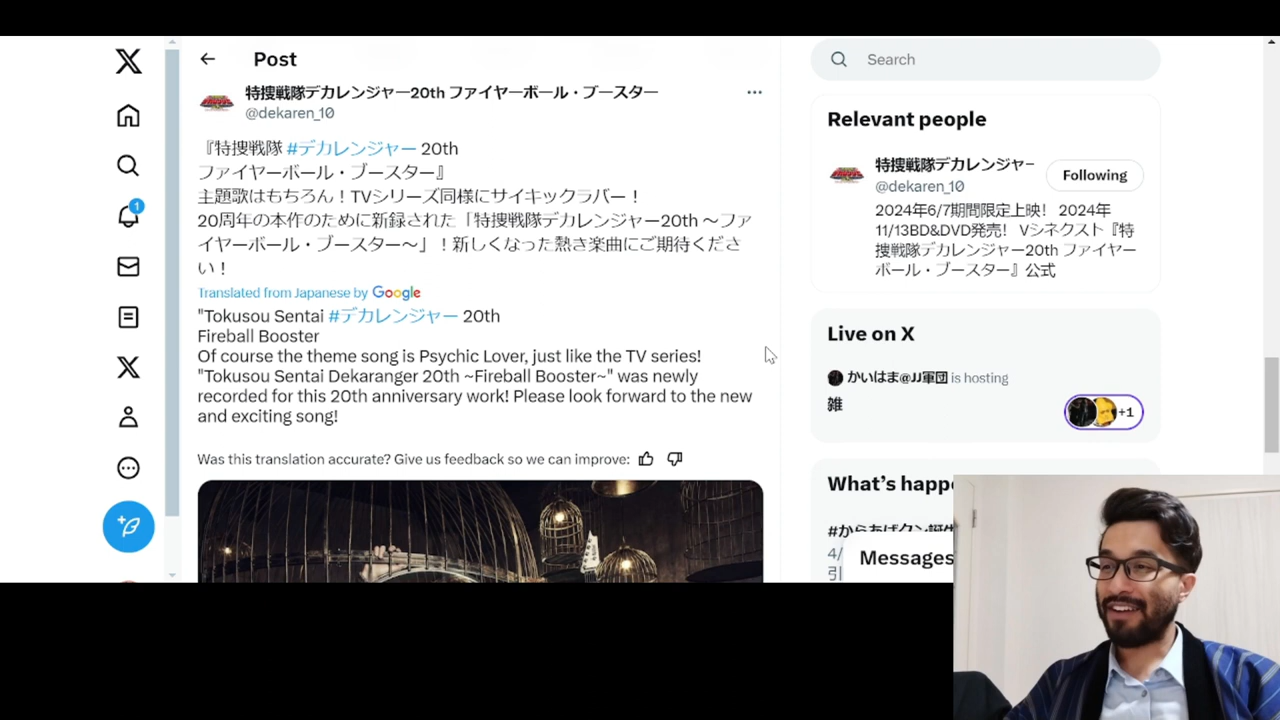 Post
特捜戦隊デカレンジャー20th ファイヤーボール・ブースター
@dekaren_10
『特捜戦隊 #デカレンジャー 20th
ファイヤーボール・ブースター』
主題歌はもちろん！TVシリーズ同様にサイキックラバー！
20周年の本作のために新録された「特捜戦隊デカレンジャー20th ～ファ
イヤーボール・ブースター～」！新しくなった熱き楽曲にご期待くださ
い！
Translated from Japanese by Google
"Tokusou Sentai #デカレンジャー 20th
Fireball Booster
Of course the theme song is Psychic Lover, just like the TV series!
"Tokusou Sentai Dekaranger 20th ~Fireball Booster~" was newly
recorded for this 20th anniversary work! Please look forward to the new
and exciting song!
Was this translation accurate? Give us feedback so we can improve:
1
Search
Relevant people
特捜戦隊デカレンジャー
@dekaren_10
Following
2024年6/7期間限定上映！ 2024年
11/13BD&DVD発売！ Vシネクスト『特
捜戦隊デカレンジャー20th ファイヤー
ボール・ブースター』公式
Live on X
かいはま@JJ軍団 is hosting
雑
+1
What's happe
#からあげクン誕生
4/
引
Messages